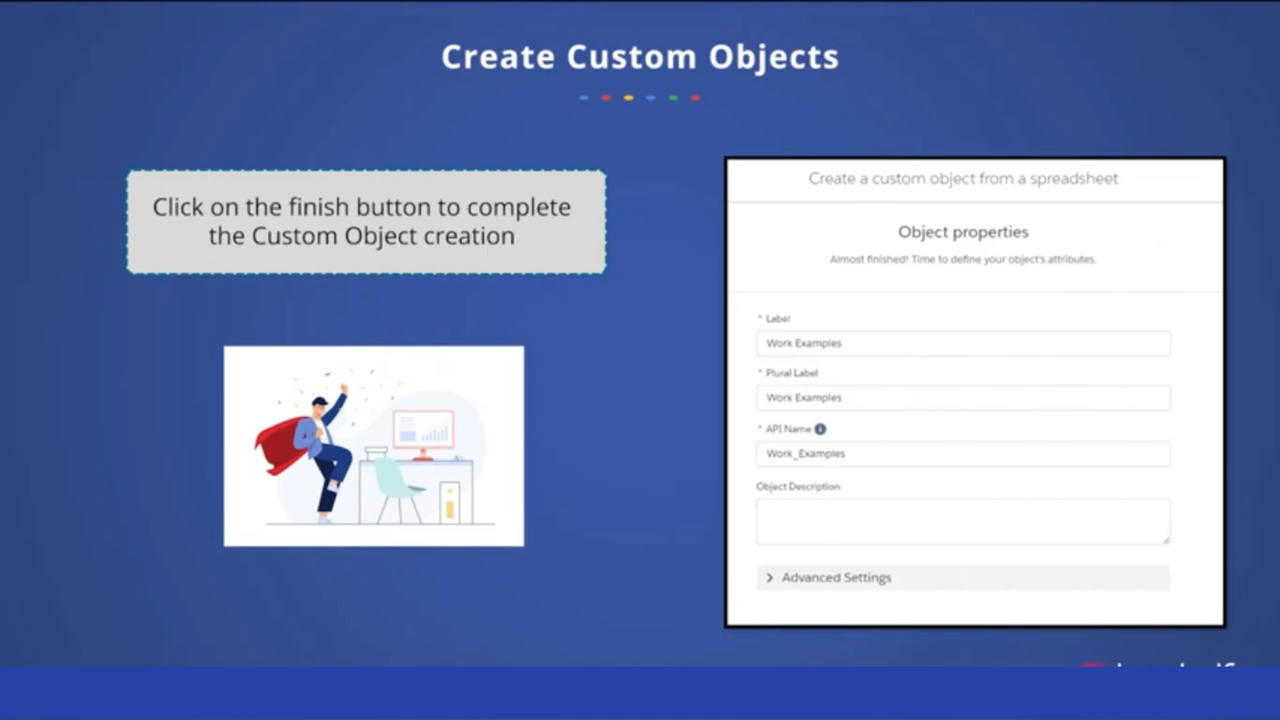 Create Custom Objects
Click on the finish button to complete
the Custom Object creation
Create a custom object from a spreadsheet
Object properties
Almost finished! Time to define your object's attributes.
* Label
Work Examples
* Plural Label
Work Examples
* API Name
Work_Examples
Object Description
Advanced Settings